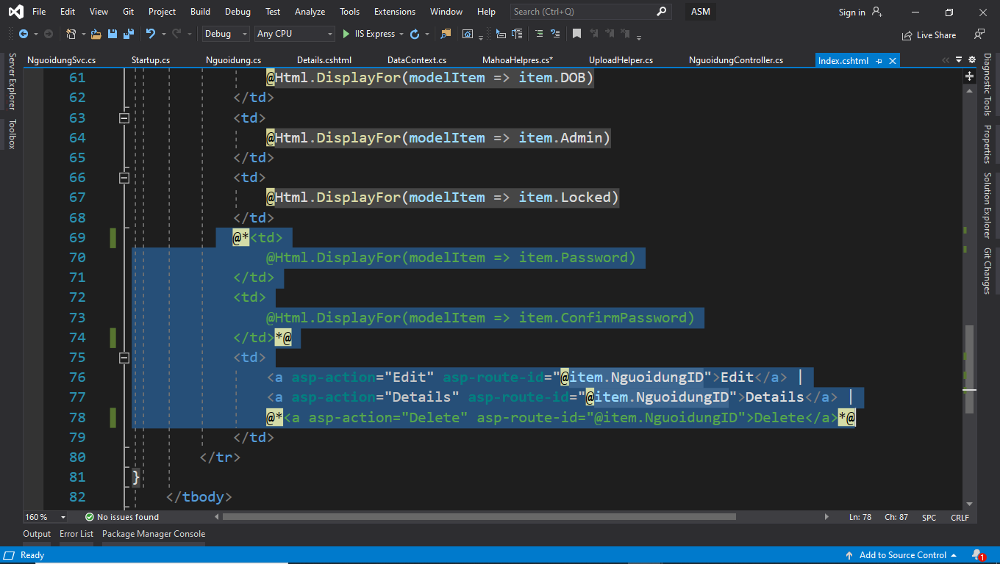 File Edit View Git Project Build Debug Test Analyze Tools Extensions Window Help Search (Ctrl+Q) ASM Sign in
Debug Any CPU IIS Express Live Share
NguoidungSvc.cs Startup.cs Nguoidung.cs Details.cshtml DataContext.cs MahoaHelpres.cs* UploadHelper.cs NguoidungController.cs Index.cshtml
Server Explorer
Toolbox
61 @Html.DisplayFor(modelItem => item.DOB)
62 </td>
63 <td>
64 @Html.DisplayFor(modelItem => item.Admin)
65 </td>
66 <td>
67 @Html.DisplayFor(modelItem => item.Locked)
68 </td>
69 @*<td>
70 @Html.DisplayFor(modelItem => item.Password)
71 </td>
72 <td>
73 @Html.DisplayFor(modelItem => item.ConfirmPassword)
74 </td>*@
75 <td>
76 <a asp-action="Edit" asp-route-id="@item.NguoidungID">Edit</a> |
77 <a asp-action="Details" asp-route-id="@item.NguoidungID">Details</a> |
78 @*<a asp-action="Delete" asp-route-id="@item.NguoidungID">Delete</a>*@
79 </td>
80 </tr>
81 }
82 </tbody>
Diagnostic Tools
Properties
Solution Explorer
Git Changes
160 % No issues found Ln: 78 Ch: 87 SPC CRLF
Output Error List Package Manager Console
Ready Add to Source Control 1